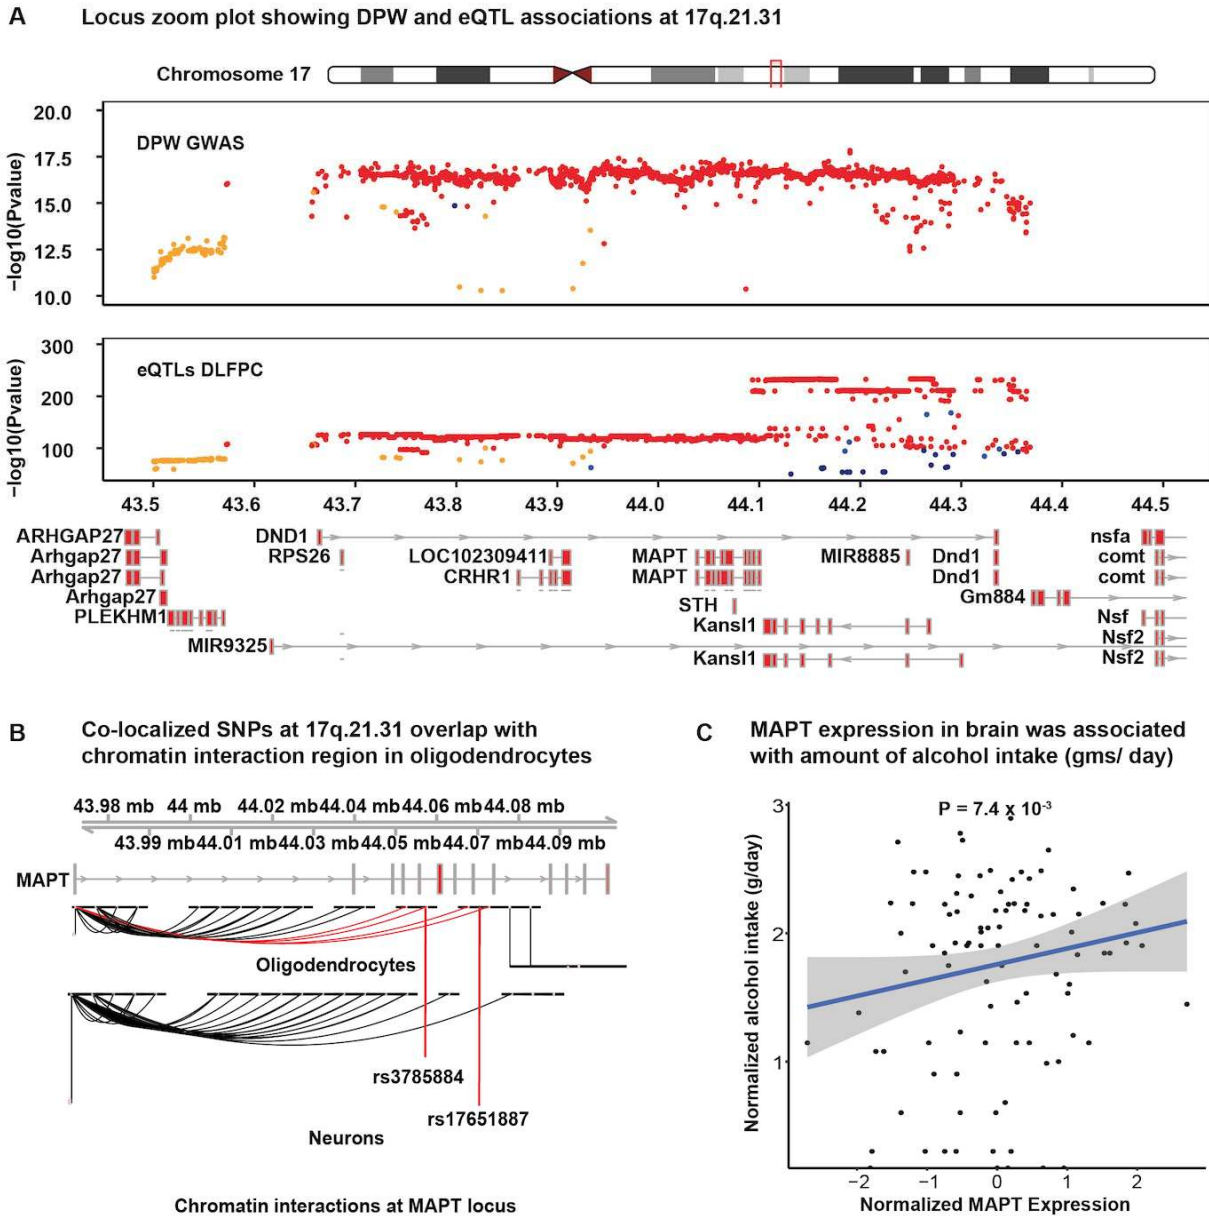 A Locus zoom plot showing DPW and eQTL associations at 17q.21.31
Chromosome 17
20.0
17.5
15.0
12.5
10.0
−log10(Pvalue)
DPW GWAS
300
200
100
−log10(Pvalue)
eQTLs DLFPC
43.5 43.6 43.7 43.8 43.9 44.0 44.1 44.2 44.3 44.4 44.5
ARHGAP27 DND1 nsfa
Arhgap27 RPS26 LOC102309411 MAPT MIR8885 Dnd1 comt
Arhgap27 CRHR1 MAPT Dnd1 comt
Arhgap27 STH Gm884
PLEKHM1 Kansl1 Nsf
MIR9325 Nsf2
Kansl1 Nsf2
B Co-localized SNPs at 17q.21.31 overlap with
chromatin interaction region in oligodendrocytes
43.98 mb 44 mb 44.02 mb 44.04 mb 44.06 mb 44.08 mb
43.99 mb 44.01 mb 44.03 mb 44.05 mb 44.07 mb 44.09 mb
MAPT
Oligodendrocytes
rs3785884
rs17651887
Neurons
Chromatin interactions at MAPT locus
C MAPT expression in brain was associated
with amount of alcohol intake (gms/ day)
P = 7.4 x 10⁻³
3
2
1
Normalized alcohol intake (g/day)
−2 −1 0 1 2
Normalized MAPT Expression